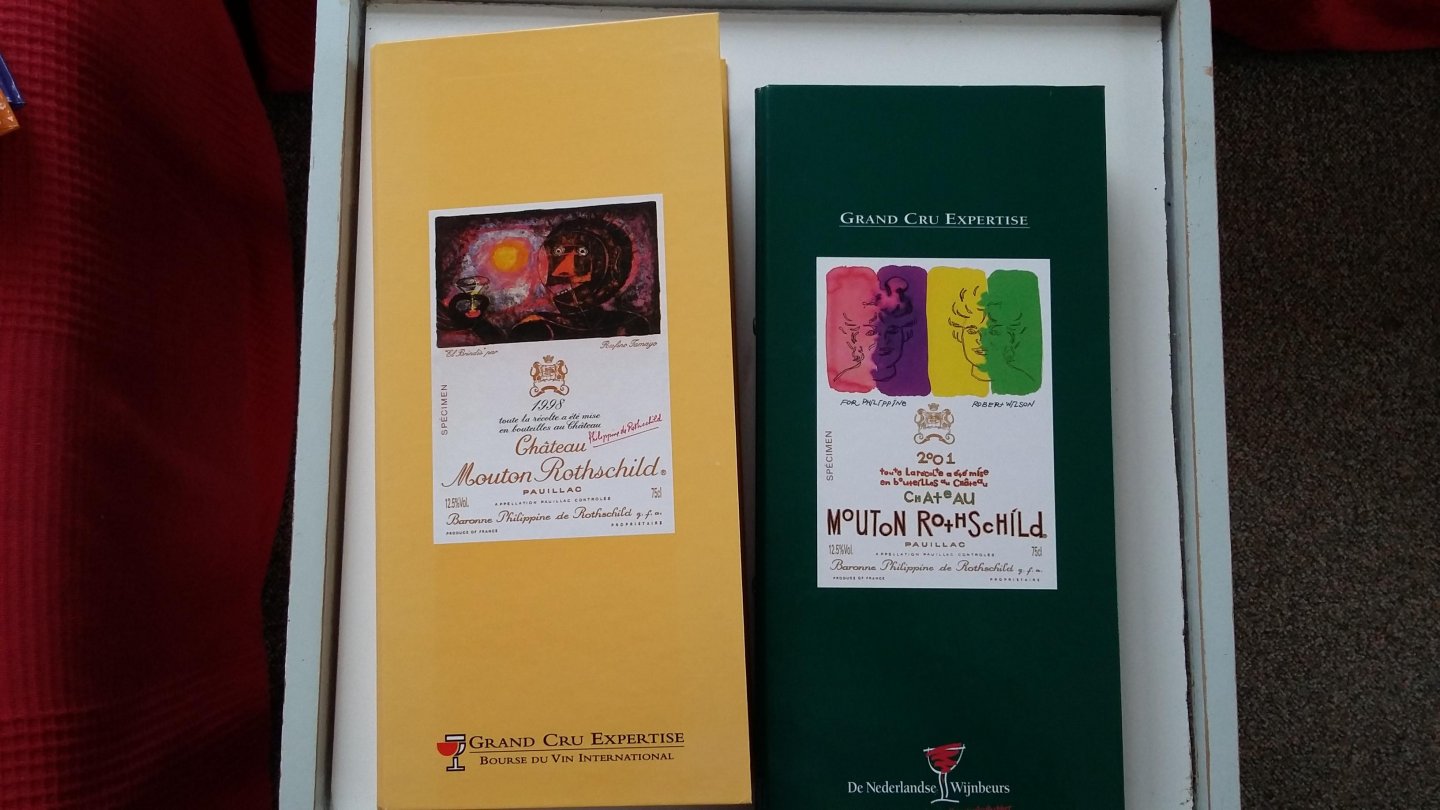 "El Brindis" par Rufino Tamayo
SPÉCIMEN
1998
toute la récolte a été mise
en bouteilles au Château
Philippine de Rothschild
Château
Mouton Rothschild®
PAUILLAC
APPELLATION PAUILLAC CONTROLÉE
12.5%Vol. 75cl
Baronne Philippine de Rothschild g.f.a.
PRODUCE OF FRANCE PROPRIETAIRE
GRAND CRU EXPERTISE
BOURSE DU VIN INTERNATIONAL
GRAND CRU EXPERTISE
FOR PHILIPPINE ROBERT WILSON
SPÉCIMEN
2001
toute La récolte a été mise
en bouteilles au Château
CHAteAU
MOUTON ROtHSCHÍLD®
PAUILLAC
APPELLATION PAUILLAC CONTROLÉE
12.5%Vol. 75cl
Baronne Philippine de Rothschild g.f.a.
PRODUCE OF FRANCE PROPRIETAIRE
De Nederlandse Wijnbeurs